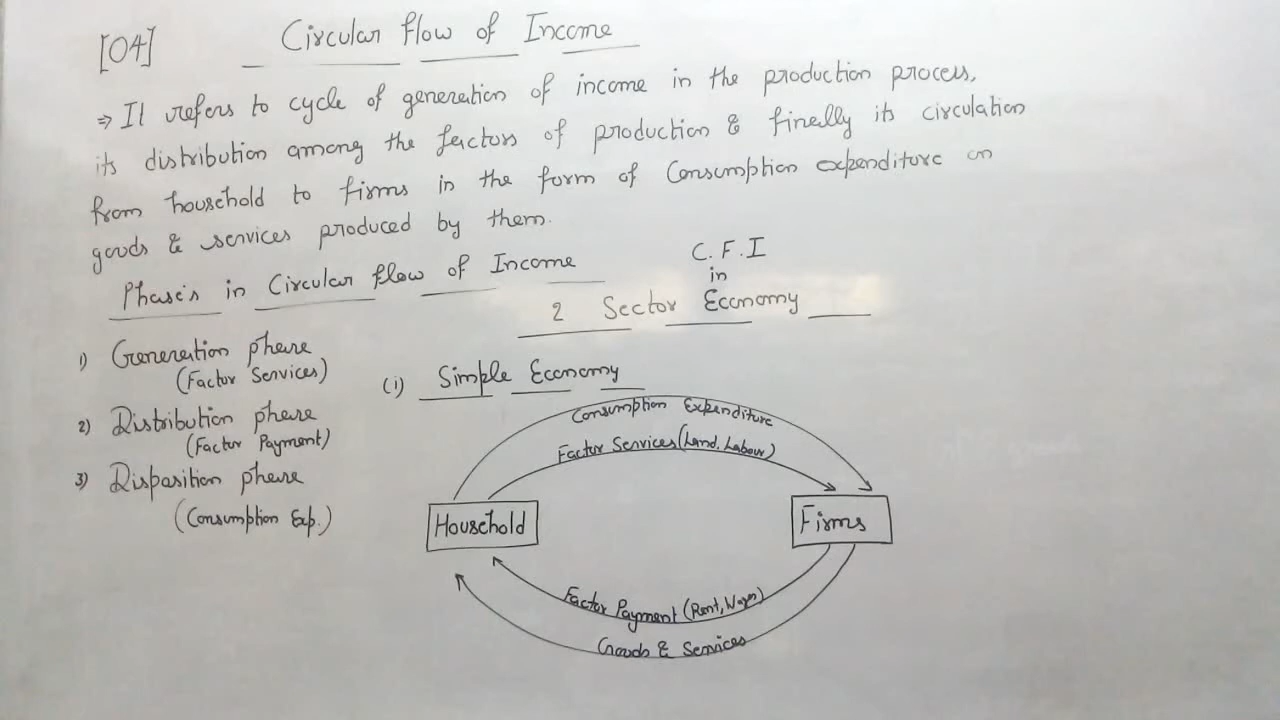 [04] Circular flow of Income
⇒ It refers to cycle of generation of income in the production process,
its distribution among the factors of production & finally its circulation
from household to firms in the form of Consumption expenditure on
goods & services produced by them.
Phase's in Circular flow of Income
1) Generation phase
(Factor Services)
2) Distribution phase
(Factor Payment)
3) Disposition phase
(Consumption Exp.)
C.F.I
in
2 Sector Economy
(i) Simple Economy
Consumption Expenditure
Factor Services (Land, Labour)
Household
Firms
Factor Payment (Rent, Wages)
Goods & Services